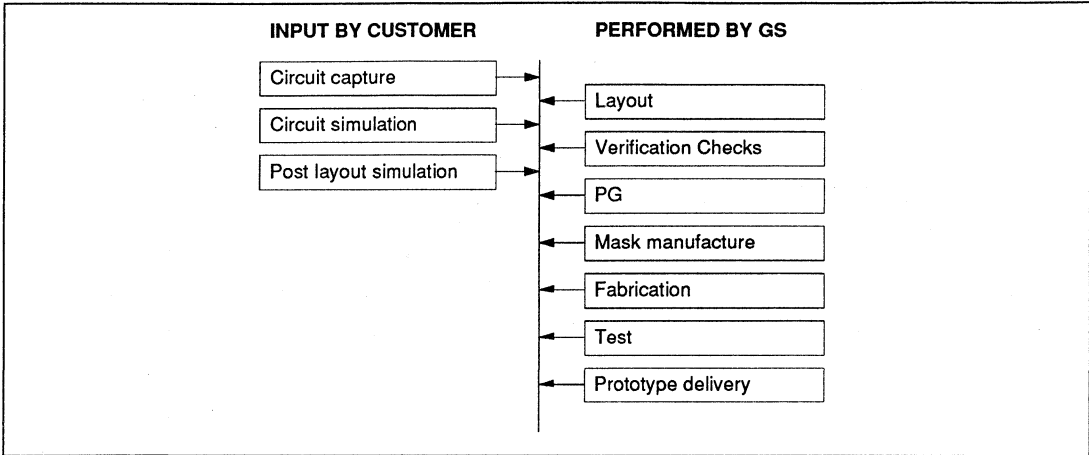 INPUT BY CUSTOMER
PERFORMED BY GS
Circuit capture
Layout
Circuit simulation
Verification Checks
Post layout simulation
PG
Mask manufacture
Fabrication
Test
Prototype delivery